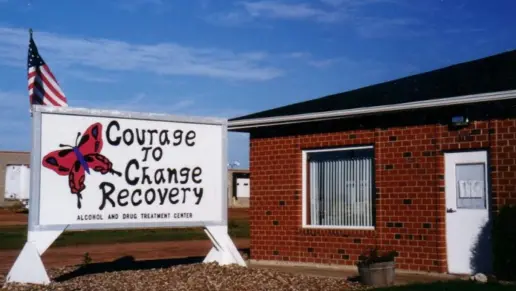 Courage
To
Change
Recovery
Alcohol and Drug Treatment Center